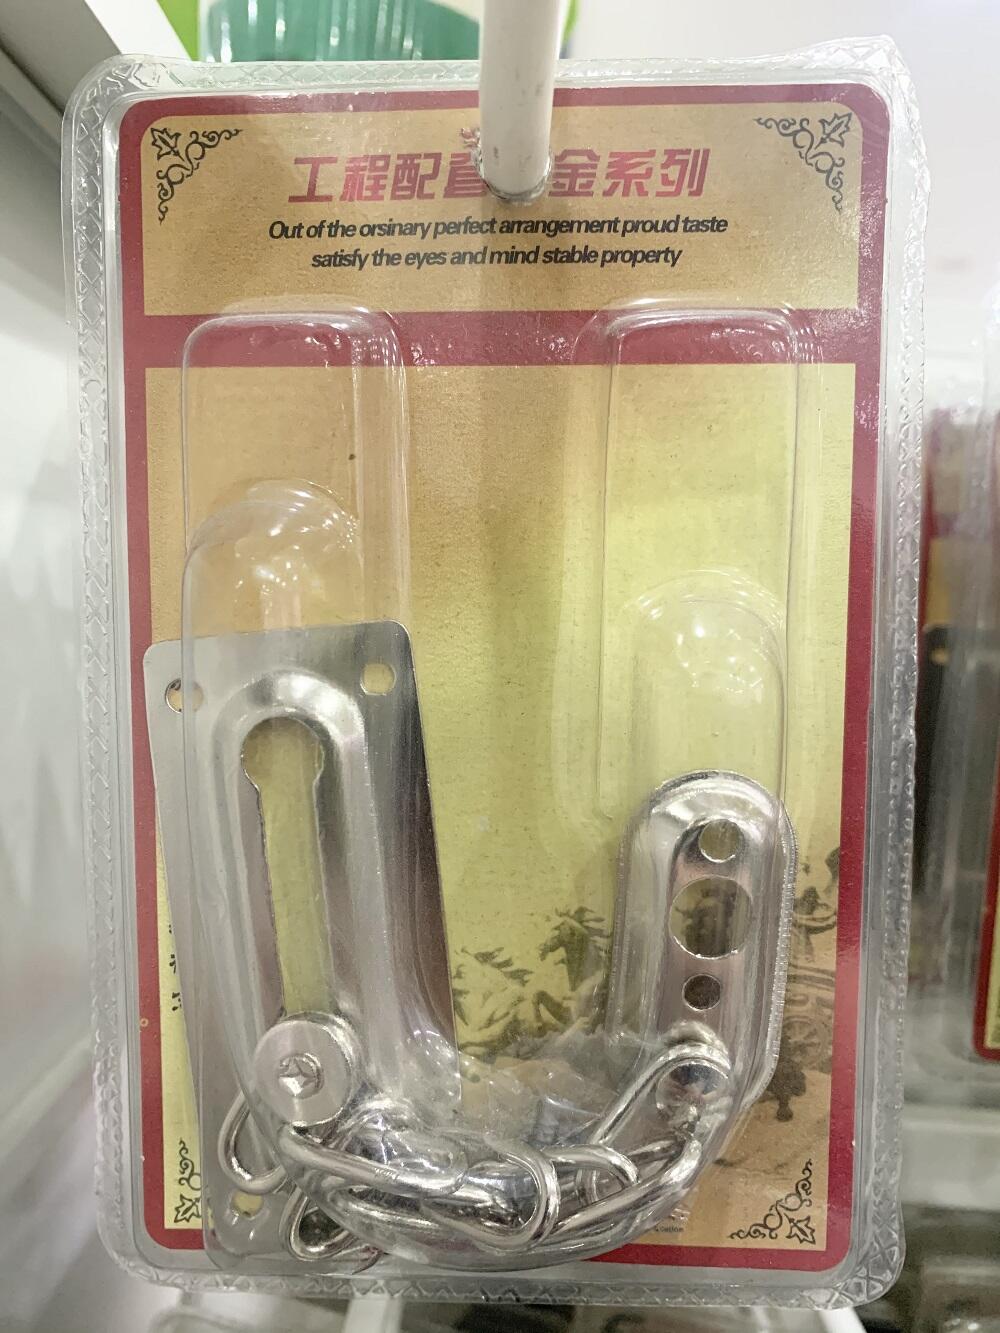 工程配套金系列
Out of the orsinary perfect arrangement proud taste
satisfy the eyes and mind stable property